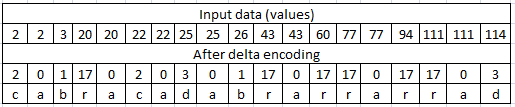 Input data (values)
2 2 3 20 20 22 22 25 25 26 43 43 60 77 77 94 111 111 114
After delta encoding
2 0 1 17 0 2 0 3 0 1 17 0 17 17 0 17 17 0 3
c a b r a c a d a b r a r r a r r a d